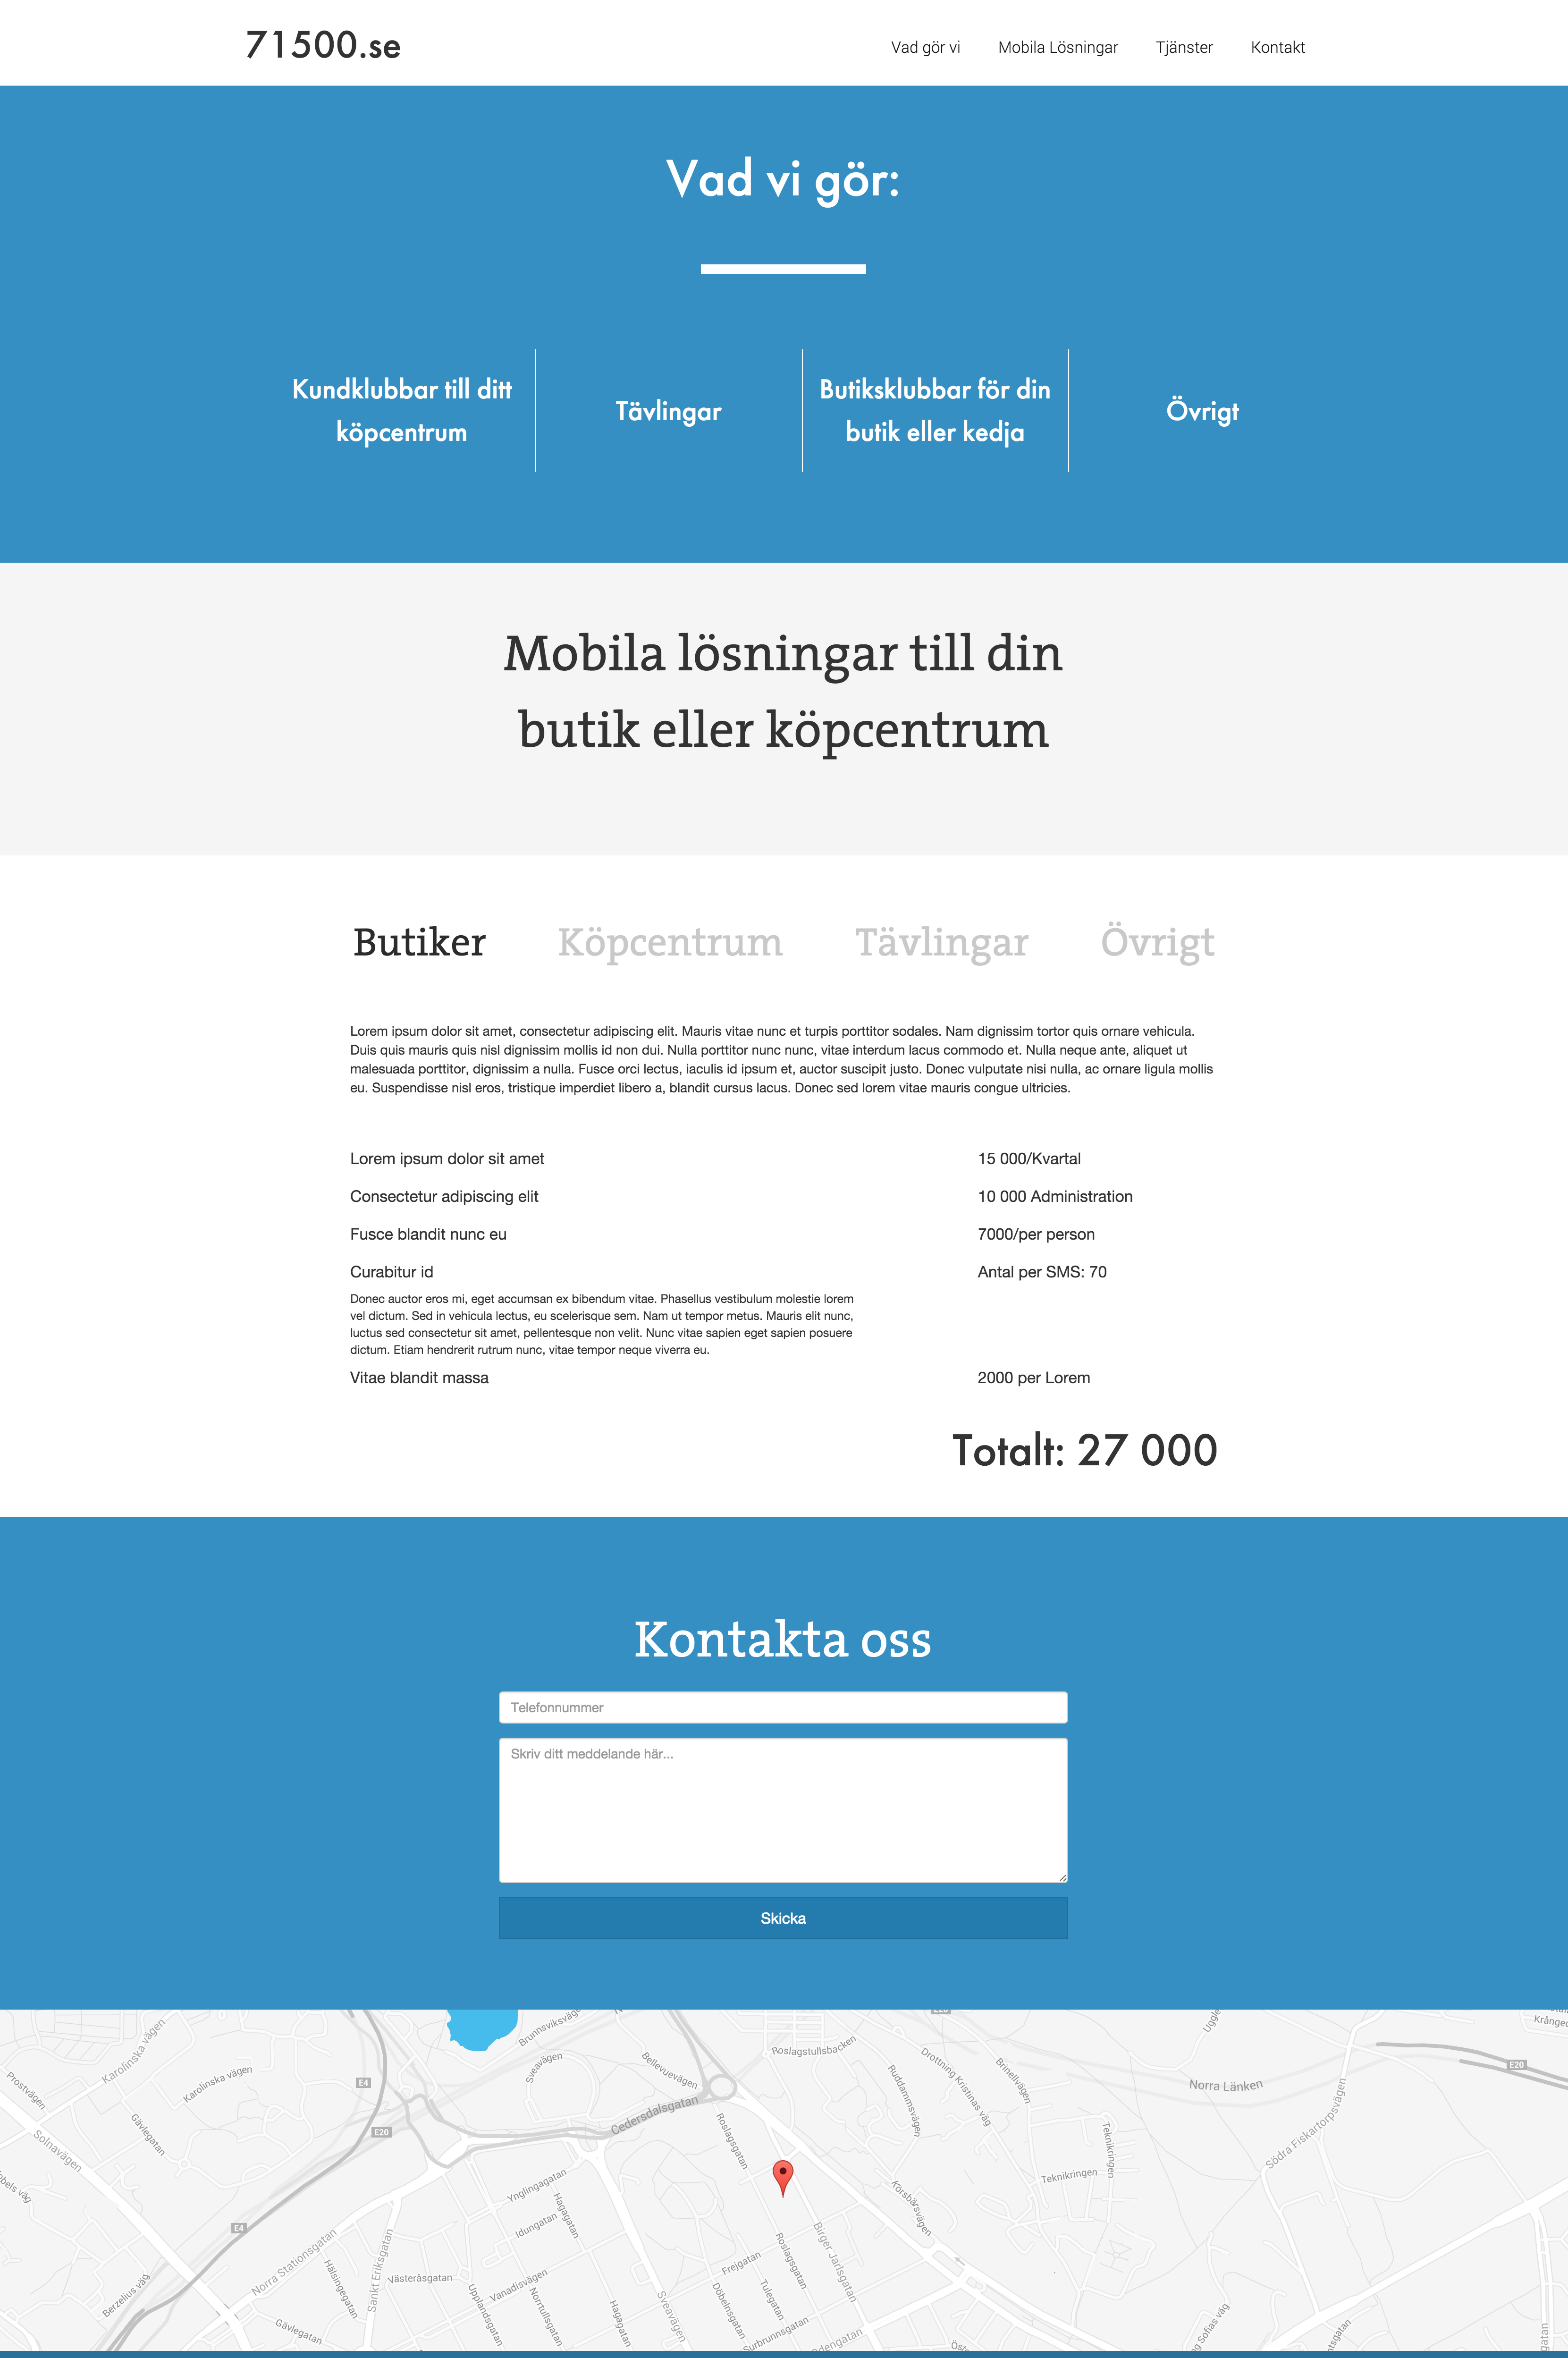 71500.se
Vad gör vi Mobila Lösningar Tjänster Kontakt
Vad vi gör:
Kundklubbar till ditt
köpcentrum
Tävlingar
Butiksklubbar för din
butik eller kedja
Övrigt
Mobila lösningar till din
butik eller köpcentrum
Butiker Köpcentrum Tävlingar Övrigt
Lorem ipsum dolor sit amet, consectetur adipiscing elit. Mauris vitae nunc et turpis porttitor sodales. Nam dignissim tortor quis ornare vehicula.
Duis quis mauris quis nisl dignissim mollis id non dui. Nulla porttitor nunc nunc, vitae interdum lacus commodo et. Nulla neque ante, aliquet ut
malesuada porttitor, dignissim a nulla. Fusce orci lectus, iaculis id ipsum et, auctor suscipit justo. Donec vulputate nisi nulla, ac ornare ligula mollis
eu. Suspendisse nisl eros, tristique imperdiet libero a, blandit cursus lacus. Donec sed lorem vitae mauris congue ultricies.
Lorem ipsum dolor sit amet 15 000/Kvartal
Consectetur adipiscing elit 10 000 Administration
Fusce blandit nunc eu 7000/per person
Curabitur id Antal per SMS: 70
Donec auctor eros mi, eget accumsan ex bibendum vitae. Phasellus vestibulum molestie lorem
vel dictum. Sed in vehicula lectus, eu scelerisque sem. Nam ut tempor metus. Mauris elit nunc,
luctus sed consectetur sit amet, pellentesque non velit. Nunc vitae sapien eget sapien posuere
dictum. Etiam hendrerit rutrum nunc, vitae tempor neque viverra eu.
Vitae blandit massa 2000 per Lorem
Totalt: 27 000
Kontakta oss
Telefonnummer
Skriv ditt meddelande här...
Skicka
Brunnsviksvägen
Karolinska vägen
Roslagstullsbacken
Sveavägen
Bellevuevägen
Drottning Kristinas väg
Brinellvägen
E20
Prostvägen
Karolinska vägen
E4
Ruddammsvägen
Norra Länken
Cedersdalsgatan
Gävlegatan
Roslagsgatan
E20
Solnavägen
Teknikringen
Södra Fiskartorpsvägen
Teknikringen
Ynglingagatan
Körsbärsvägen
Hagagatan
Idungatan
E4
Birger Jarlsgatan
Roslagsgatan
Norra Stationsgatan
Sankt Eriksgatan
Frejgatan
Hälsingegatan
Västeråsgatan
Vanadisvägen
Tulegatan
Berzelius väg
Upplandsgatan
Norrtullsgatan
Döbelnsgatan
Hagagatan
Sveavägen
Surbrunnsgatan
Gävlegatan